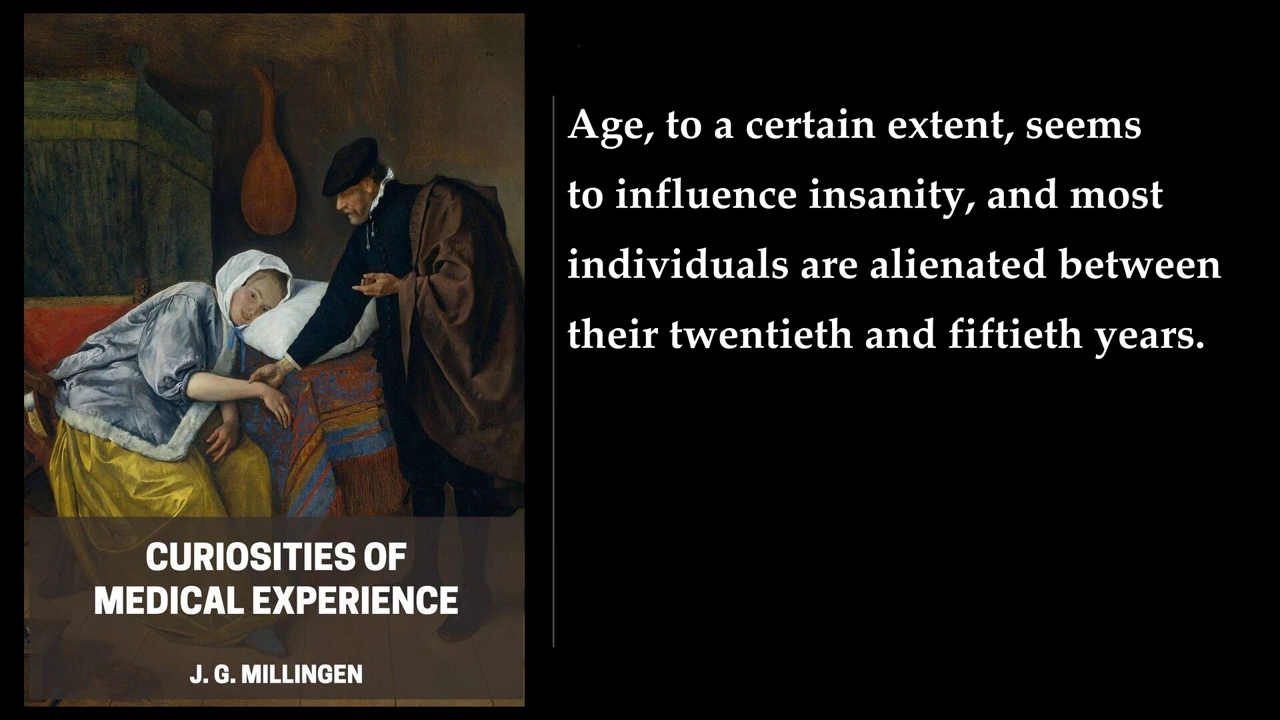 Age, to a certain extent, seems
to influence insanity, and most
individuals are alienated between
their twentieth and fiftieth years.
CURIOSITIES OF
MEDICAL EXPERIENCE
J. G. MILLINGEN